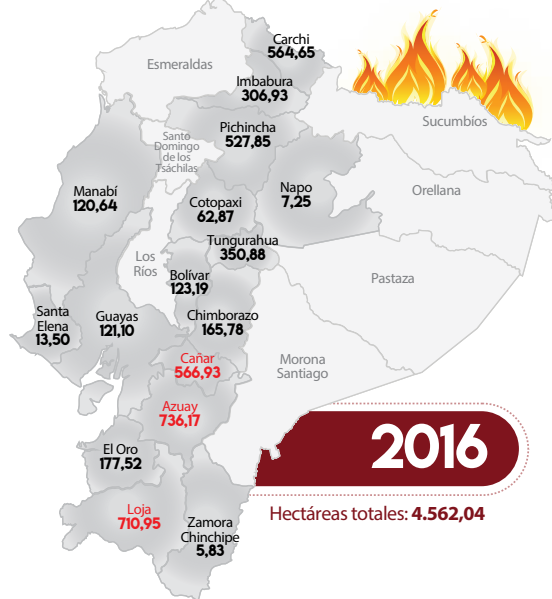 Carchi
564,65
Esmeraldas
Imbabura
306,93
Sucumbíos
Pichincha
527,85
Santo
Domingo
de los
Tsáchilas
Manabí
120,64
Cotopaxi
62,87
Napo
7,25
Orellana
Tungurahua
350,88
Los
Ríos
Bolívar
123,19
Pastaza
Santa
Elena
13,50
Guayas
121,10
Chimborazo
165,78
Cañar
566,93
Morona
Santiago
Azuay
736,17
2016
El Oro
177,52
Hectáreas totales: 4.562,04
Loja
710,95
Zamora
Chinchipe
5,83